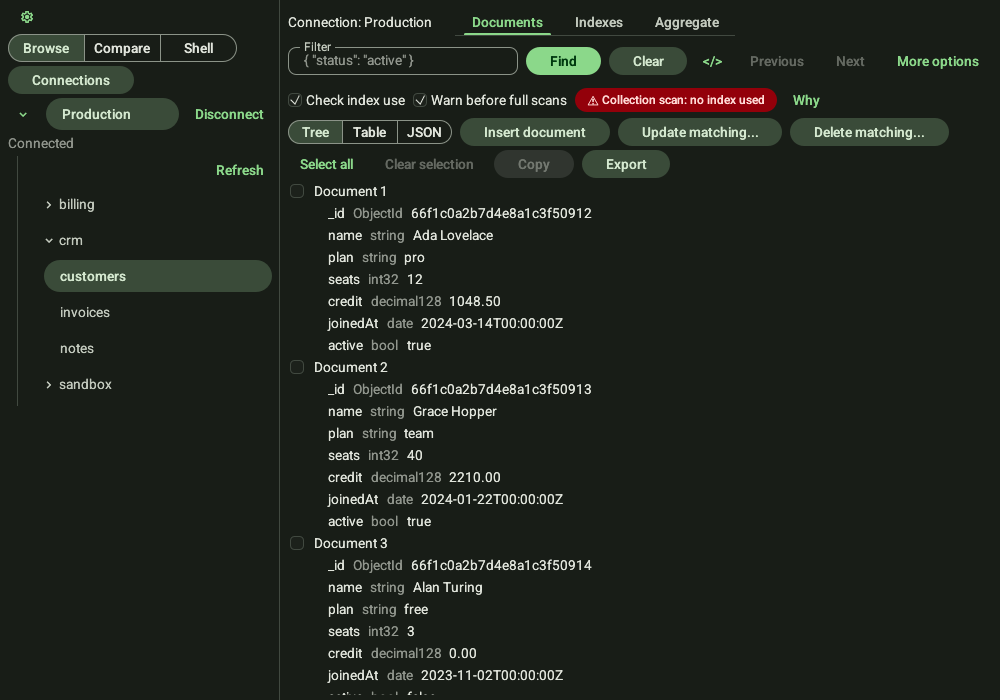 Browse Compare Shell
Connections
Production Disconnect
Connected
Refresh
billing
crm
customers
invoices
notes
sandbox
Connection: Production Documents Indexes Aggregate
Filter
{ "status": "active" } Find Clear </> Previous Next More options
Check index use Warn before full scans Collection scan: no index used Why
Tree Table JSON Insert document Update matching... Delete matching...
Select all Clear selection Copy Export
Document 1
_id ObjectId 66f1c0a2b7d4e8a1c3f50912
name string Ada Lovelace
plan string pro
seats int32 12
credit decimal128 1048.50
joinedAt date 2024-03-14T00:00:00Z
active bool true
Document 2
_id ObjectId 66f1c0a2b7d4e8a1c3f50913
name string Grace Hopper
plan string team
seats int32 40
credit decimal128 2210.00
joinedAt date 2024-01-22T00:00:00Z
active bool true
Document 3
_id ObjectId 66f1c0a2b7d4e8a1c3f50914
name string Alan Turing
plan string free
seats int32 3
credit decimal128 0.00
joinedAt date 2023-11-02T00:00:00Z